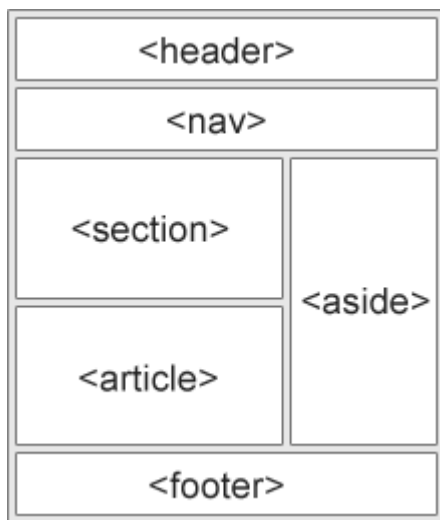 <header>
<nav>
<section>
<article>
<aside>
<footer>